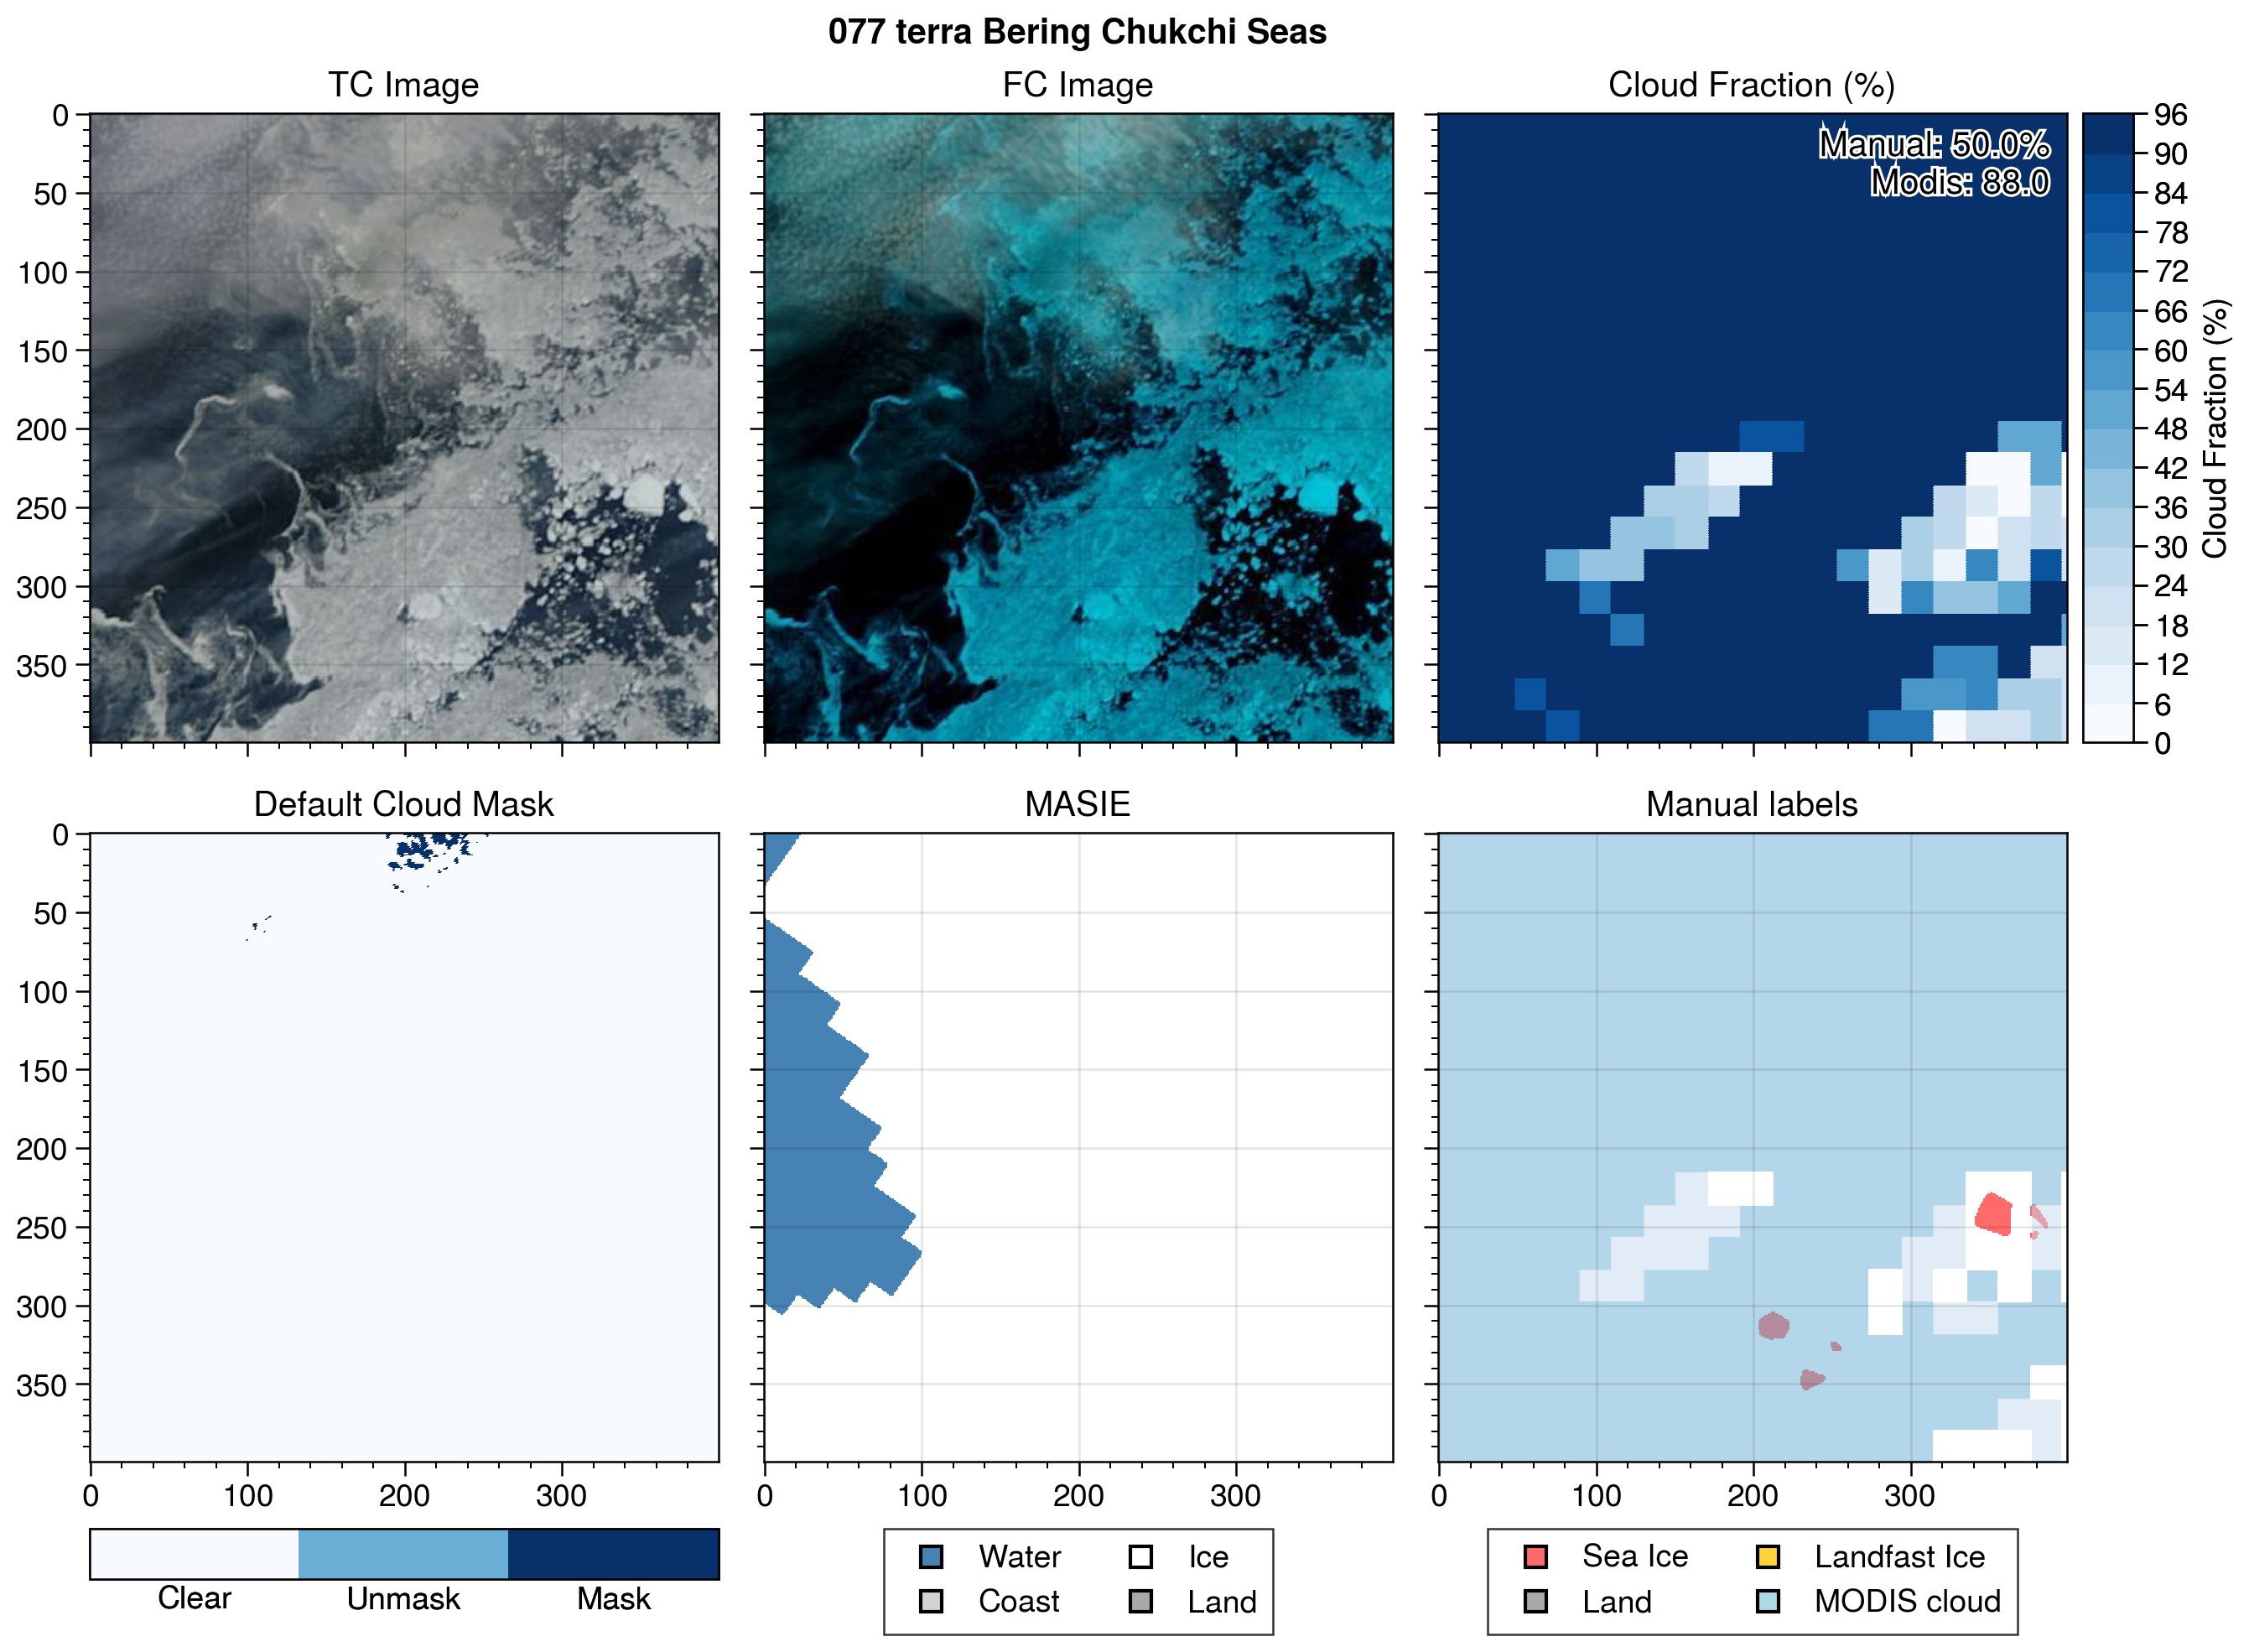 077 terra Bering Chukchi Seas
TC Image
FC Image
Cloud Fraction (%)
0
50
100
150
200
250
300
350
Manual: 50.0%
Modis: 88.0
96
90
84
78
72
66
60
54
48
42
36
30
24
18
12
6
0
Cloud Fraction (%)
Default Cloud Mask
MASIE
Manual labels
0
50
100
150
200
250
300
350
0 100 200 300
0 100 200 300
0 100 200 300
Clear Unmask Mask
Water Ice
Coast Land
Sea Ice Landfast Ice
Land MODIS cloud